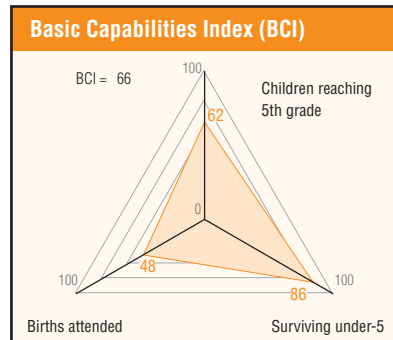 Basic Capabilities Index (BCI)
BCI = 66
100
Children reaching
5th grade
62
0
48
100
86
100
Births attended
Surviving under-5